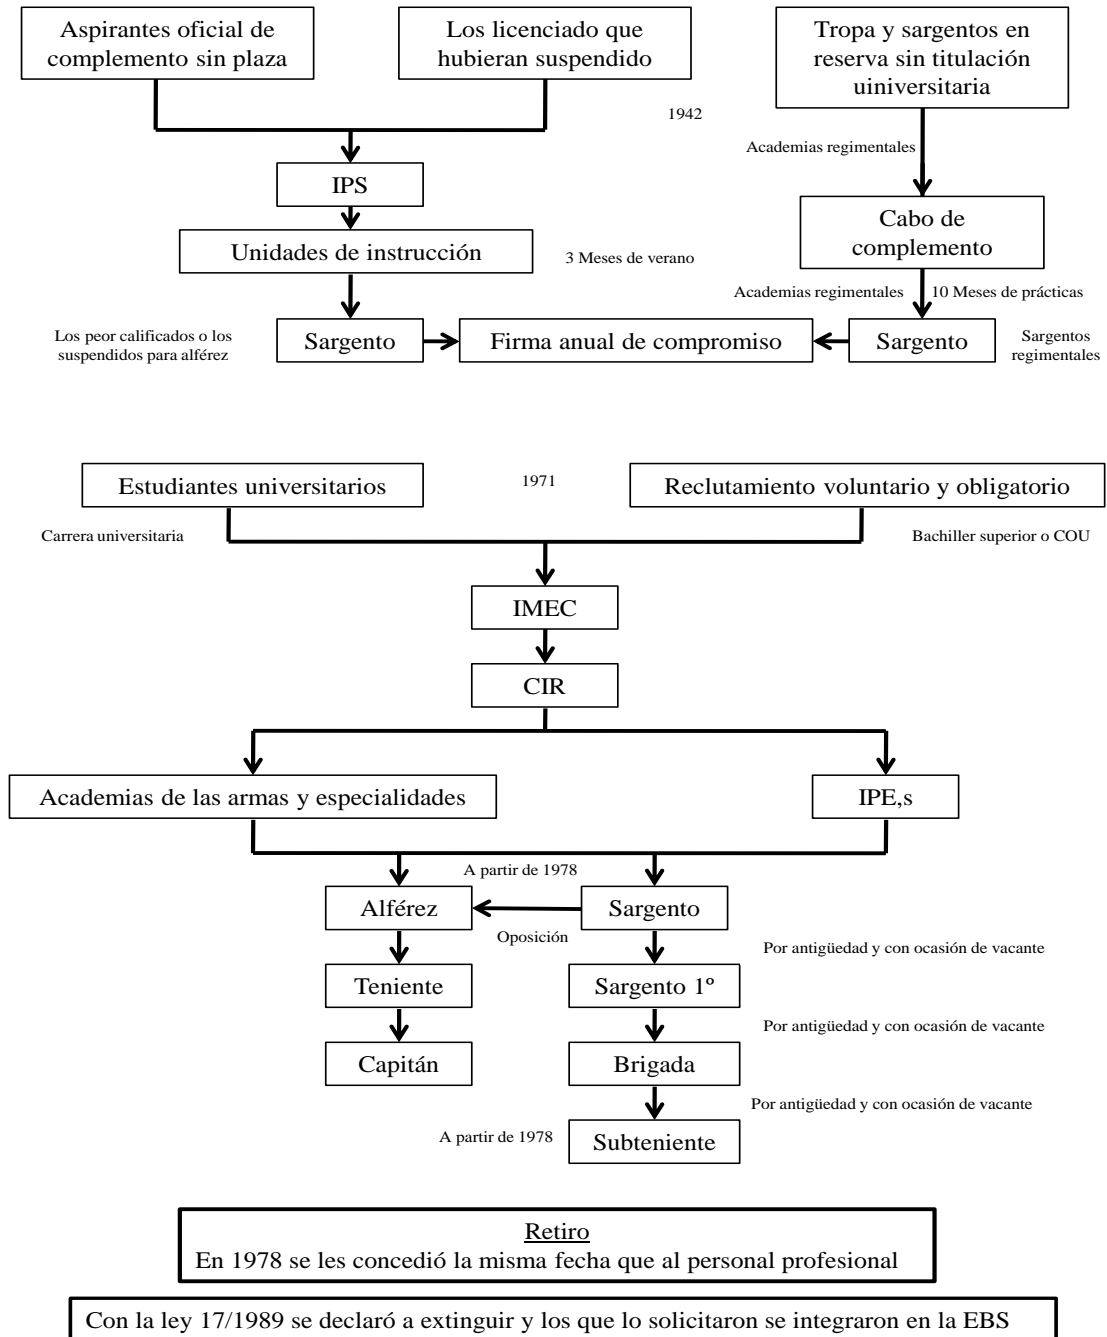 Aspirantes oficial de
complemento sin plaza
Los licenciado que
hubieran suspendido
Tropa y sargentos en
reserva sin titulación
uiniversitaria
1942
Academias regimentales
IPS
Cabo de
complemento
Unidades de instrucción
3 Meses de verano
Academias regimentales
10 Meses de prácticas
Los peor calificados o los
suspendidos para alférez
Sargento
Firma anual de compromiso
Sargento
Sargentos
regimentales
Estudiantes universitarios
1971
Reclutamiento voluntario y obligatorio
Carrera universitaria
Bachiller superior o COU
IMEC
CIR
Academias de las armas y especialidades
IPE,s
A partir de 1978
Alférez
Sargento
Oposición
Por antigüedad y con ocasión de vacante
Teniente
Sargento 1º
Por antigüedad y con ocasión de vacante
Capitán
Brigada
Por antigüedad y con ocasión de vacante
A partir de 1978
Subteniente
Retiro
En 1978 se les concedió la misma fecha que al personal profesional
Con la ley 17/1989 se declaró a extinguir y los que lo solicitaron se integraron en la EBS